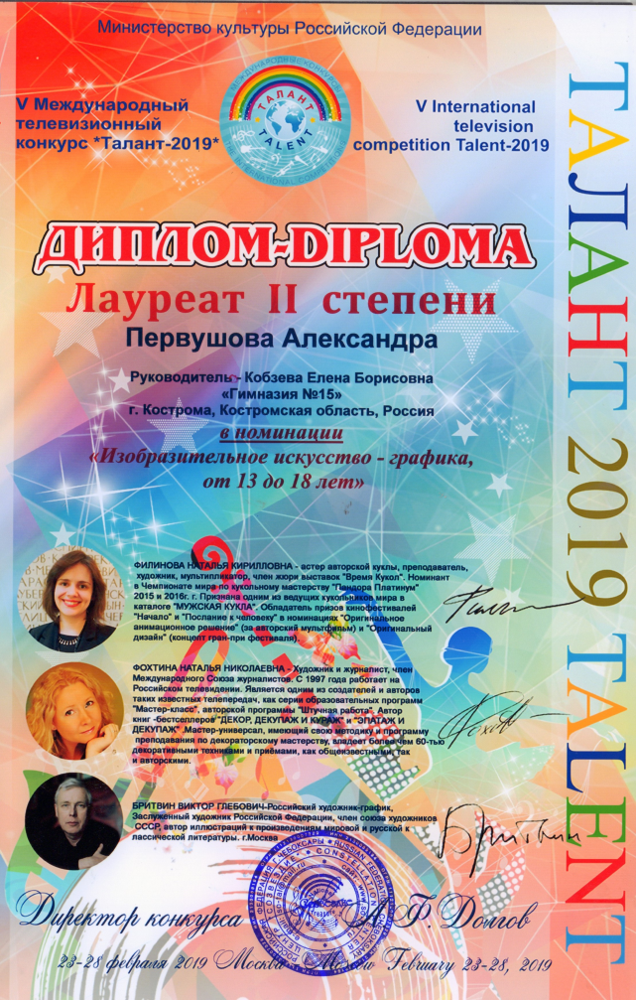 Министерство культуры Российской Федерации
V Международный
телевизионный
конкурс *Талант-2019*
ТАЛАНТ
TALENT
V International
television
competition Talent-2019
ДИПЛОМ-DIPLOMA
Лауреат II степени
Первушова Александра
Руководитель - Кобзева Елена Борисовна
«Гимназия №15»
г. Кострома, Костромская область, Россия
в номинации
«Изобразительное искусство - графика,
от 13 до 18 лет»
ФИЛИНОВА НАТАЛЬЯ КИРИЛЛОВНА - астер авторской куклы, преподаватель,
художник, мультипликатор, член жюри выставок "Время Кукол". Номинант
в Чемпионате мира по кукольному мастерству "Пандора Платинум"
2015 и 2016г. г. Признана одним из ведущих кукольников мира в
каталоге "МУЖСКАЯ КУКЛА". Обладатель призов кинофестивалей
"Начало" и "Послание к человеку" в номинациях "Оригинальное
анимационное решение" (за авторский мультфильм) и "Оригинальный
дизайн" (концепт гран-при фестиваля).
ФОХТИНА НАТАЛЬЯ НИКОЛАЕВНА - Художник и журналист, член
Международного Союза журналистов. С 1997 года работает на
Российском телевидении. Является одним из создателей и авторов
таких известных телепередач, как серии образовательных программ
"Мастер-класс", авторской программы "Штучная работа". Автор
книг -бестселлеров "ДЕКОР, ДЕКУПАЖ И КУРАЖ" и "ЭПАТАЖ И
ДЕКУПАЖ" ,Мастер-универсал, имеющий свою методику и программу
преподавания по декораторскому мастерству, владеет более чем 60-тью
декоративными техниками и приёмами, как общеизвестными, так
и авторскими.
БРИТВИН ВИКТОР ГЛЕБОВИЧ-Российский художник-график,
Заслуженный художник Российской Федерации, член союза художников
СССР, автор иллюстраций к произведениям мировой и русской к
лассической литературы. г.Москва
Бритвин
Директор конкурса А.Ф.Долгов
23-28 февраля 2019 Москва - Moscow February 23-28, 2019
ТАЛАНТ 2019 TALENT